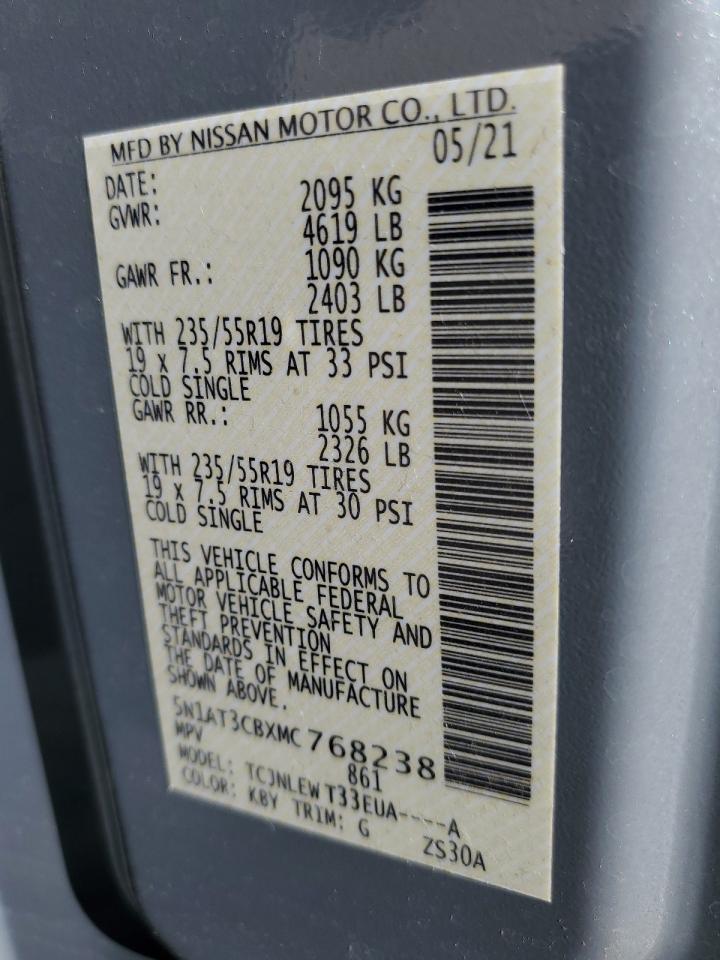 MFD BY NISSAN MOTOR CO., LTD.
DATE: 05/21
GVWR: 2095 KG
4619 LB
GAWR FR.: 1090 KG
2403 LB
WITH 235/55R19 TIRES
19 x 7.5 RIMS AT 33 PSI
COLD SINGLE
GAWR RR.: 1055 KG
2326 LB
WITH 235/55R19 TIRES
19 x 7.5 RIMS AT 30 PSI
COLD SINGLE
THIS VEHICLE CONFORMS TO
ALL APPLICABLE FEDERAL
MOTOR VEHICLE SAFETY AND
THEFT PREVENTION
STANDARDS IN EFFECT ON
THE DATE OF MANUFACTURE
SHOWN ABOVE.
5N1AT3CBXMC 768238
MPV 861
MODEL: TCJNLEW T33EUA----A
COLOR: KBY TRIM: G ZS30A